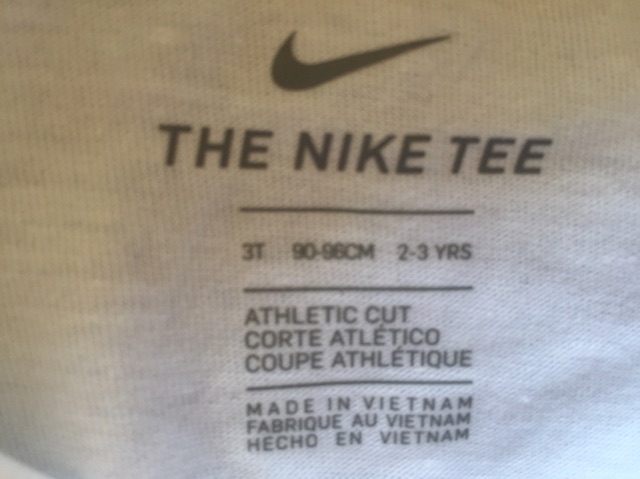 THE NIKE TEE
3T 90-96CM 2-3 YRS
ATHLETIC CUT
CORTE ATLÉTICO
COUPE ATHLÉTIQUE
MADE IN VIETNAM
FABRIQUE AU VIETNAM
HECHO EN VIETNAM